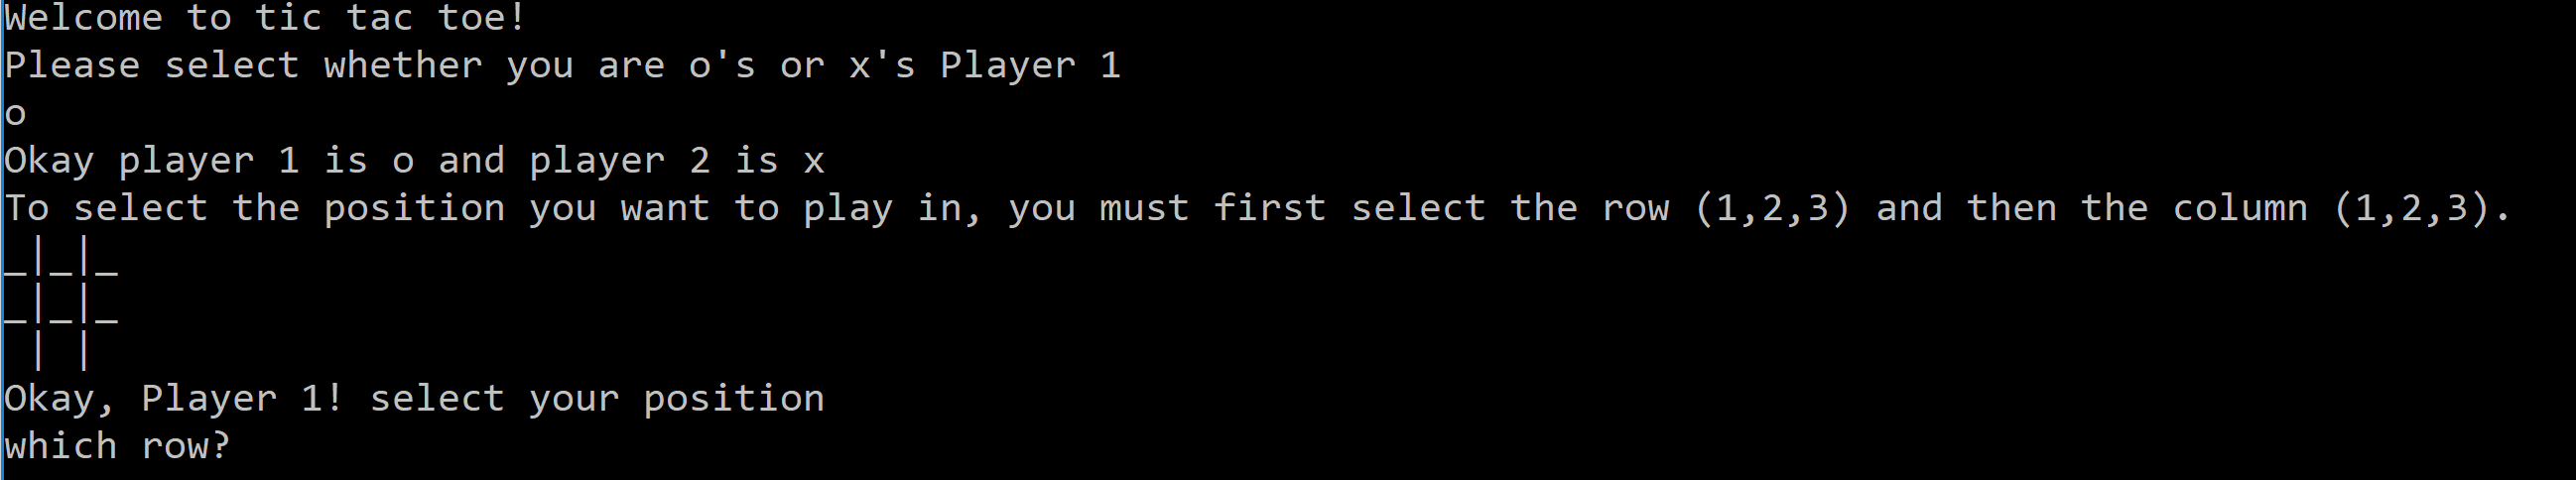 Welcome to tic tac toe!
Please select whether you are o's or x's Player 1
o
Okay player 1 is o and player 2 is x
To select the position you want to play in, you must first select the row (1,2,3) and then the column (1,2,3).
_|_|_
_|_|_
 | |
Okay, Player 1! select your position
which row?